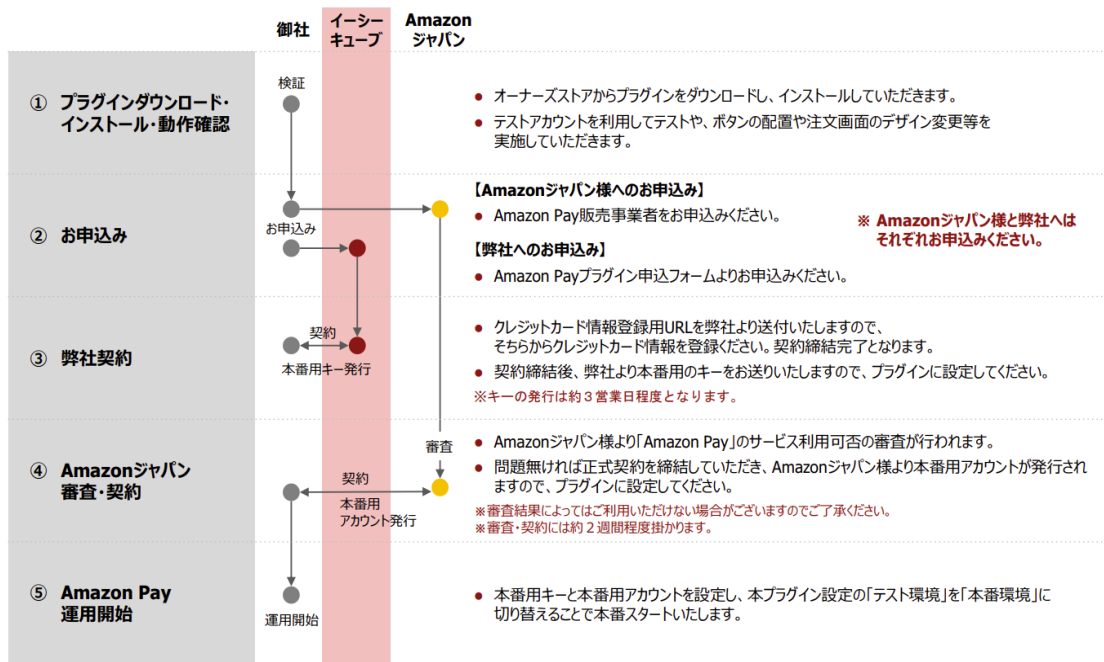 御社
イーシー
キューブ
Amazon
ジャパン
① プラグインダウンロード・
インストール・動作確認
検証
● オーナーズストアからプラグインをダウンロードし、インストールしていただきます。
● テストアカウントを利用してテストや、ボタンの配置や注文画面のデザイン変更等を
実施していただきます。
② お申込み
お申込み
【Amazonジャパン様へのお申込み】
● Amazon Pay販売事業者をお申込みください。
【弊社へのお申込み】
● Amazon Payプラグイン申込フォームよりお申込みください。
※ Amazonジャパン様と弊社へは
それぞれお申込みください。
③ 弊社契約
契約
本番用キー発行
● クレジットカード情報登録用URLを弊社より送付いたしますので、
そちらからクレジットカード情報を登録ください。契約締結完了となります。
● 契約締結後、弊社より本番用のキーをお送りいたしますので、プラグインに設定してください。
※キーの発行は約３営業日程度となります。
④ Amazonジャパン
審査・契約
審査
契約
本番用
アカウント発行
● Amazonジャパン様より「Amazon Pay」のサービス利用可否の審査が行われます。
● 問題無ければ正式契約を締結していただき、Amazonジャパン様より本番用アカウントが発行され
ますので、プラグインに設定してください。
※審査結果によってはご利用いただけない場合がございますのでご了承ください。
※審査・契約には約２週間程度掛かります。
⑤ Amazon Pay
運用開始
運用開始
● 本番用キーと本番用アカウントを設定し、本プラグイン設定の「テスト環境」を「本番環境」に
切り替えることで本番スタートいたします。